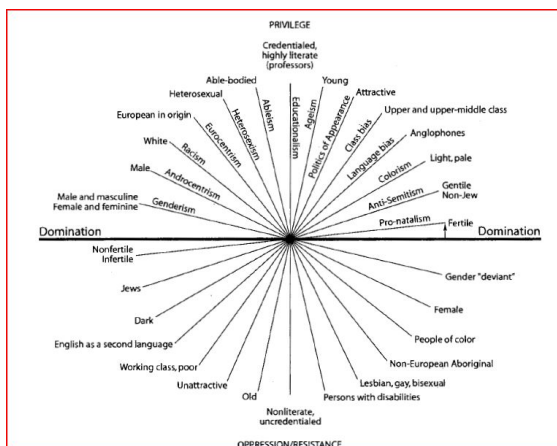 PRIVILEGE
Credentialed,
highly literate
(professors)
Able-bodied
Young
Heterosexual
Attractive
European in origin
Upper and upper-middle class
White
Anglophones
Male
Light, pale
Male and masculine
Female and feminine
Gentile
Non-Jew
Fertile
Genderism
Androcentrism
Racism
Eurocentrism
Heterosexism
Ableism
Educationalism
Ageism
Politics of Appearance
Class bias
Language bias
Colorism
Anti-Semitism
Pro-natalism
Domination
Domination
Nonfertile
Infertile
Gender "deviant"
Jews
Female
Dark
People of color
English as a second language
Non-European Aboriginal
Working class, poor
Lesbian, gay, bisexual
Unattractive
Persons with disabilities
Old
Nonliterate,
uncredentialed
OPPRESSION/RESISTANCE